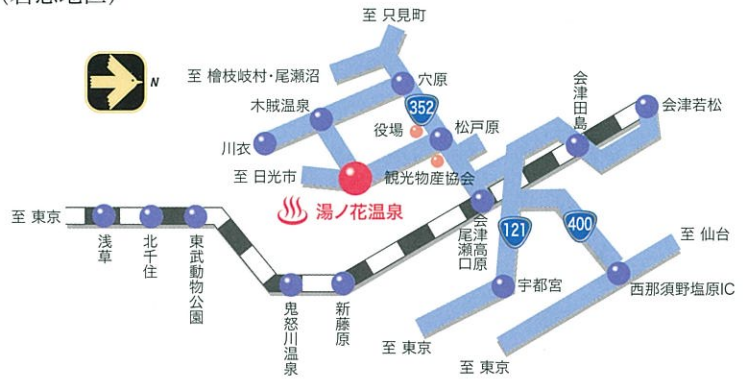 至 只見町
至 檜枝岐村・尾瀬沼
穴原
N
木賊温泉
352
役場
松戸原
会津田島
会津若松
川衣
至 日光市
観光物産協会
湯ノ花温泉
至 東京
浅草
北千住
東武動物公園
鬼怒川温泉
新藤原
会津高原
尾瀬口
121
400
至 仙台
宇都宮
西那須野塩原IC
至 東京
至 東京